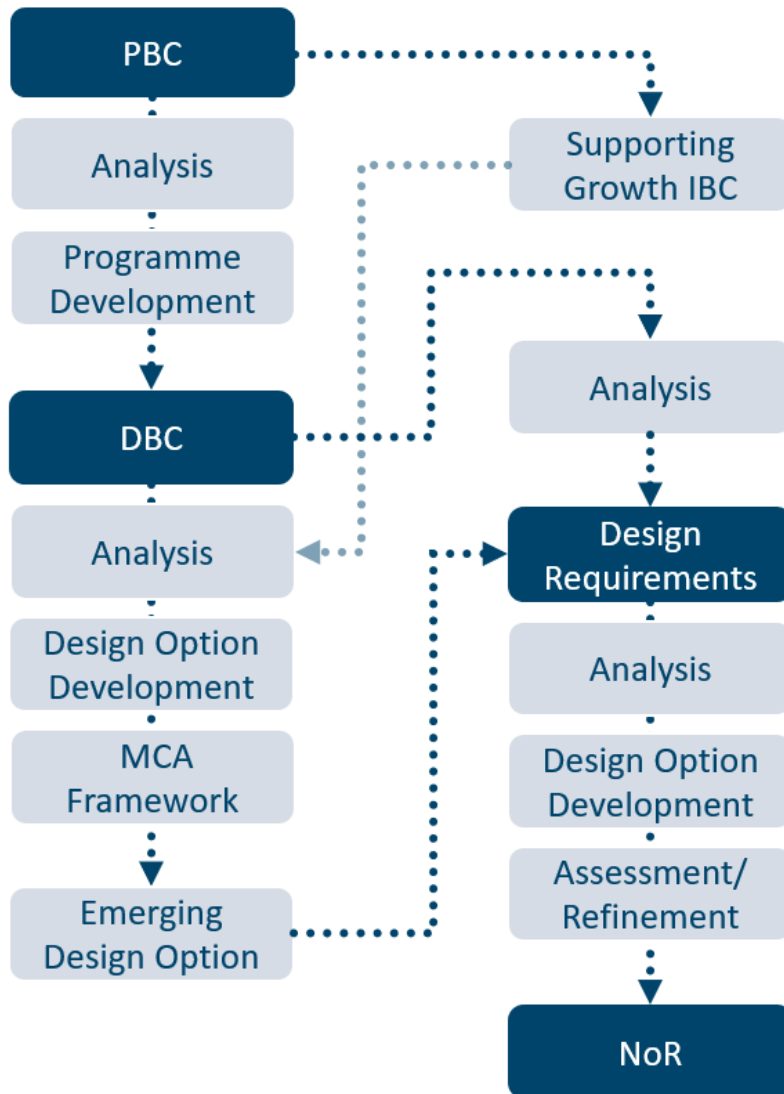 PBC
Analysis
Programme
Development
DBC
Analysis
Design Option
Development
MCA
Framework
Emerging
Design Option
Supporting
Growth IBC
Analysis
Design
Requirements
Analysis
Design Option
Development
Assessment/
Refinement
NoR